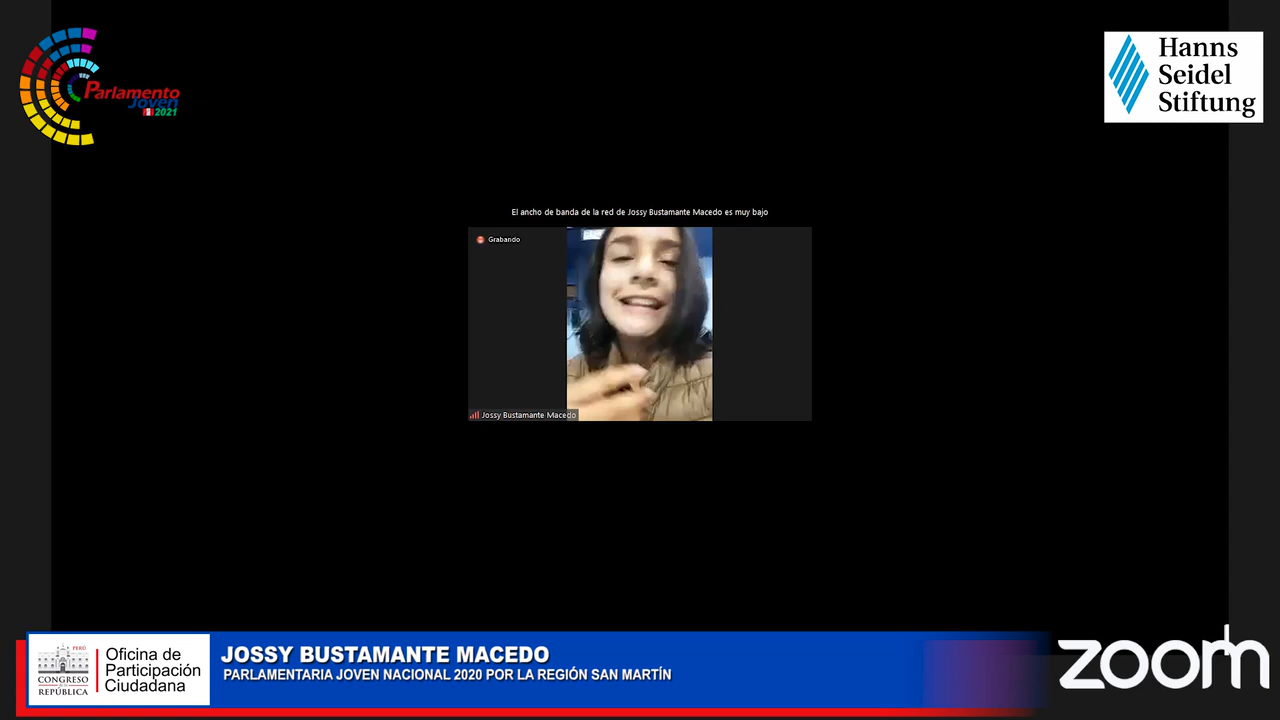 Parlamento
Joven
2021
Hanns
Seidel
Stiftung
El ancho de banda de la red de Jossy Bustamante Macedo es muy bajo
Grabando
Jossy Bustamante Macedo
PERÚ
CONGRESO
de la
REPÚBLICA
Oficina de
Participación
Ciudadana
JOSSY BUSTAMANTE MACEDO
PARLAMENTARIA JOVEN NACIONAL 2020 POR LA REGIÓN SAN MARTÍN
zoom